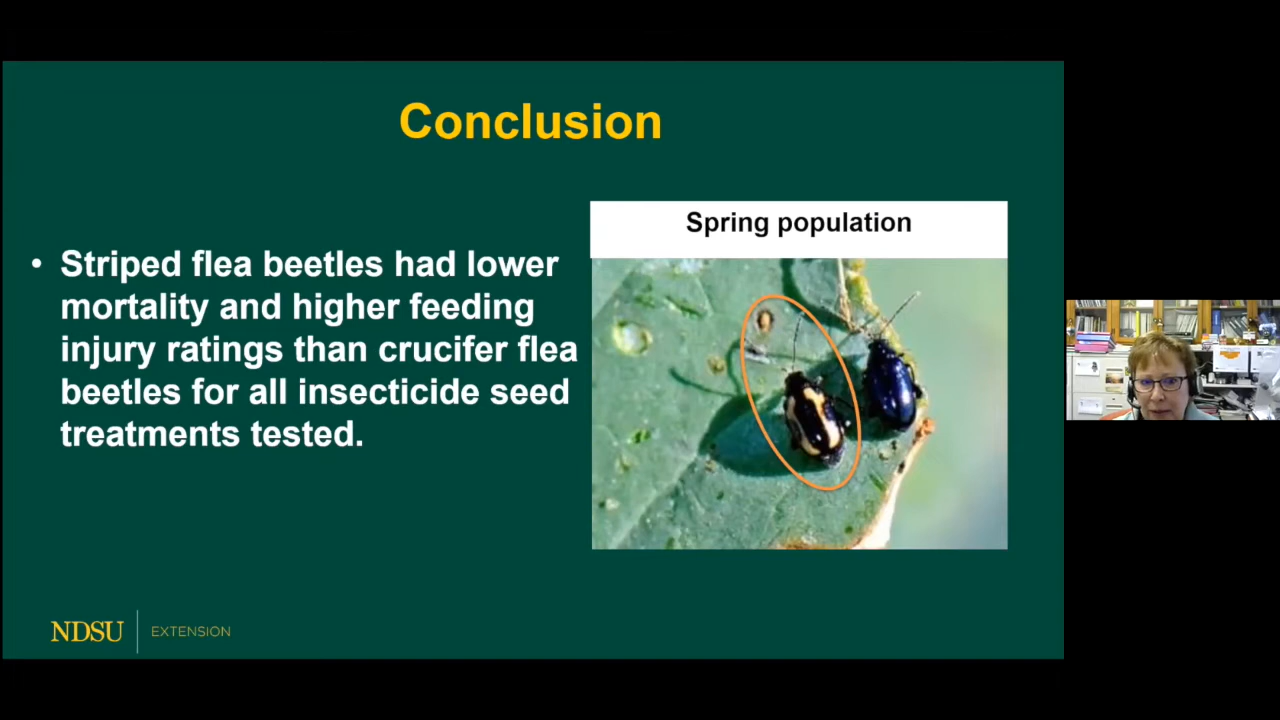 Conclusion
• Striped flea beetles had lower
mortality and higher feeding
injury ratings than crucifer flea
beetles for all insecticide seed
treatments tested.
Spring population
NDSU EXTENSION